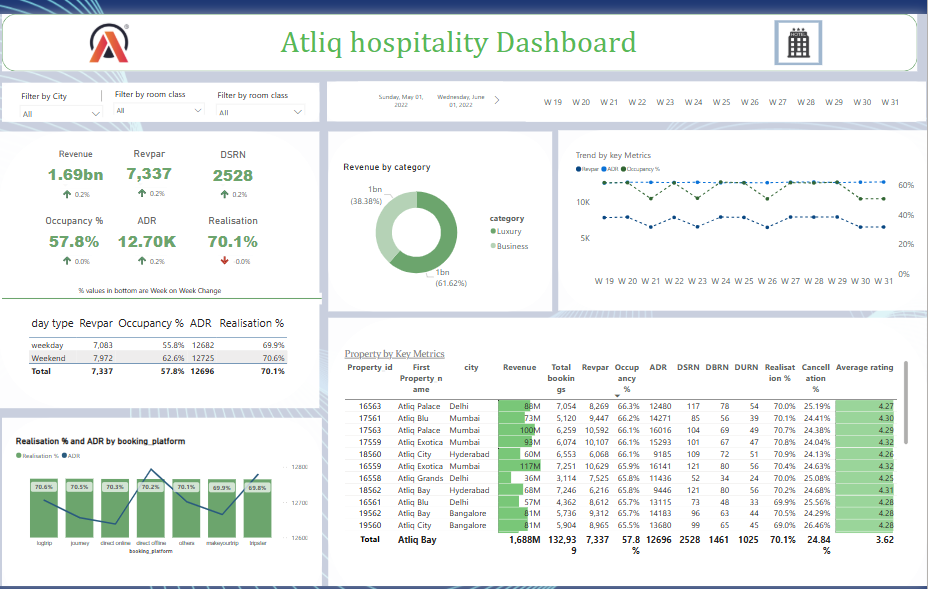 Atliq hospitality Dashboard
Filter by City
All
Filter by room class
All
Filter by room class
All
Sunday, May 01, 2022
Wednesday, June 01, 2022
W 19 W 20 W 21 W 22 W 23 W 24 W 25 W 26 W 27 W 28 W 29 W 30 W 31
Revenue
1.69bn
0.2%
Revpar
7,337
0.2%
DSRN
2528
0.2%
Occupancy %
57.8%
0.0%
ADR
12.70K
0.2%
Realisation
70.1%
0.0%
% values in bottom are Week on Week Change
day type Revpar Occupancy % ADR Realisation %
weekday 7,083 55.8% 12682 69.9%
Weekend 7,972 62.6% 12725 70.6%
Total 7,337 57.8% 12696 70.1%
Revenue by category
1bn
(38.38%)
1bn
(61.62%)
category
Luxury
Business
Trend by key Metrics
Revpar ADR Occupancy %
10K
5K
60%
40%
20%
0%
W 19 W 20 W 21 W 22 W 23 W 24 W 25 W 26 W 27 W 28 W 29 W 30 W 31
Realisation % and ADR by booking_platform
Realisation % ADR
12800
12700
12600
70.6% 70.5% 70.3% 70.2% 70.1% 69.9% 69.8%
logtrip journey direct online direct offline others makeyourtrip tripster
booking_platform
Property by Key Metrics
Property id First Property name city Revenue Total bookings Revpar Occupancy % ADR DSRN DBRN DURN Realisation % Cancellation % Average rating
16563 Atliq Palace Delhi 88M 7,054 8,269 66.3% 12480 117 78 54 70.0% 25.19% 4.27
17561 Atliq Blu Mumbai 73M 5,120 9,447 66.2% 14271 85 56 39 70.7% 24.41% 4.30
17563 Atliq Palace Mumbai 100M 6,259 10,592 66.1% 16016 104 69 49 70.7% 24.38% 4.29
17559 Atliq Exotica Mumbai 93M 6,074 10,107 66.1% 15293 101 67 47 70.8% 24.04% 4.32
18560 Atliq City Hyderabad 60M 6,553 6,068 66.1% 9185 109 72 51 70.9% 24.13% 4.26
16559 Atliq Exotica Mumbai 117M 7,251 10,629 65.9% 16141 121 80 56 70.4% 24.63% 4.32
16558 Atliq Grands Delhi 36M 3,114 7,525 65.8% 11436 52 34 24 70.0% 25.08% 4.25
18562 Atliq Bay Hyderabad 68M 7,246 6,216 65.8% 9446 121 80 56 70.2% 24.68% 4.31
16561 Atliq Blu Delhi 57M 4,362 8,612 65.7% 13115 73 48 33 69.9% 25.56% 4.28
19562 Atliq Bay Bangalore 81M 5,736 9,312 65.7% 14183 96 63 44 70.5% 24.29% 4.28
19560 Atliq City Bangalore 81M 5,904 8,965 65.5% 13680 99 65 45 69.0% 26.46% 4.28
Total Atliq Bay 1,688M 132,939 7,337 57.8% 12696 2528 1461 1025 70.1% 24.84% 3.62